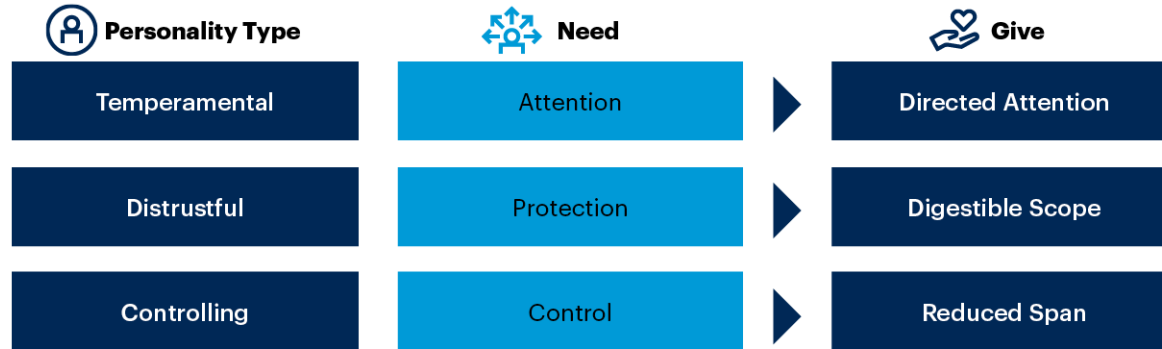 Personality Type Need Give
Temperamental Attention Directed Attention
Distrustful Protection Digestible Scope
Controlling Control Reduced Span